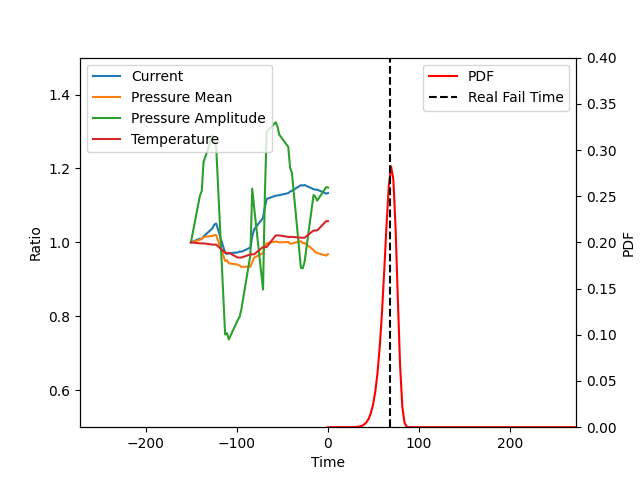 Current
Pressure Mean
Pressure Amplitude
Temperature
PDF
Real Fail Time
1.4
1.2
1.0
0.8
0.6
Ratio
0.40
0.35
0.30
0.25
0.20
0.15
0.10
0.05
0.00
PDF
−200
−100
0
100
200
Time